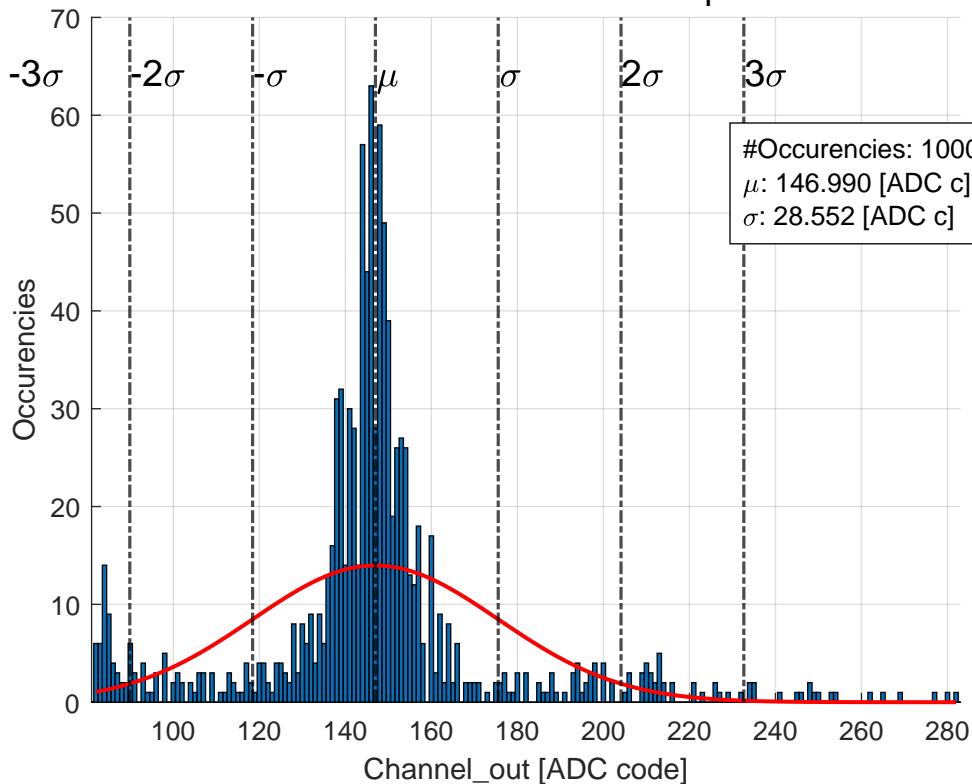 70
60
50
40
30
20
10
0
-3σ -2σ -σ μ σ 2σ 3σ
#Occurencies: 1000
μ: 146.990 [ADC c]
σ: 28.552 [ADC c]
Occurencies
100 120 140 160 180 200 220 240 260 280
Channel_out [ADC code]